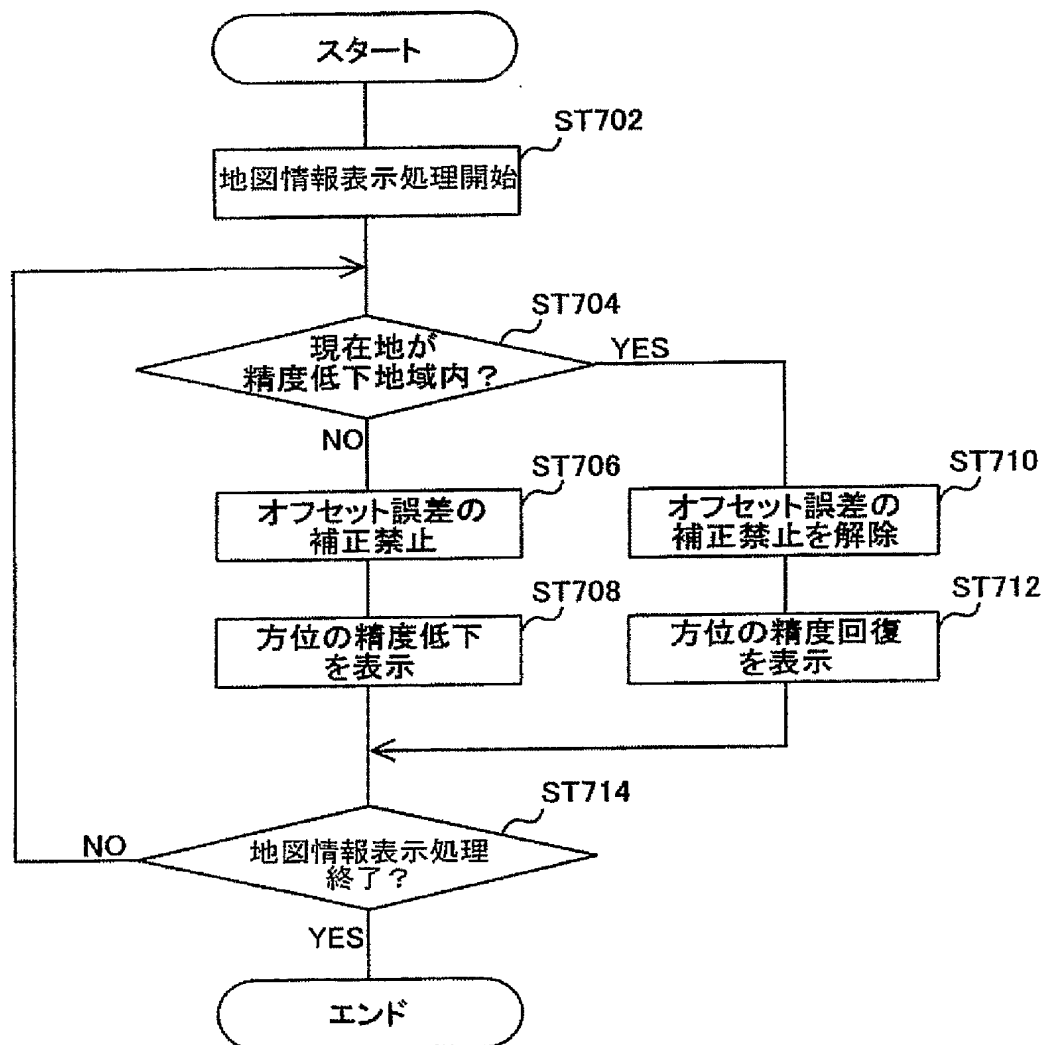 スタート
ST702
地図情報表示処理開始
ST704
現在地が
精度低下地域内?
YES
NO
ST706
オフセット誤差の
補正禁止
ST710
オフセット誤差の
補正禁止を解除
ST708
方位の精度低下
を表示
ST712
方位の精度回復
を表示
ST714
地図情報表示処理
終了?
NO
YES
エンド